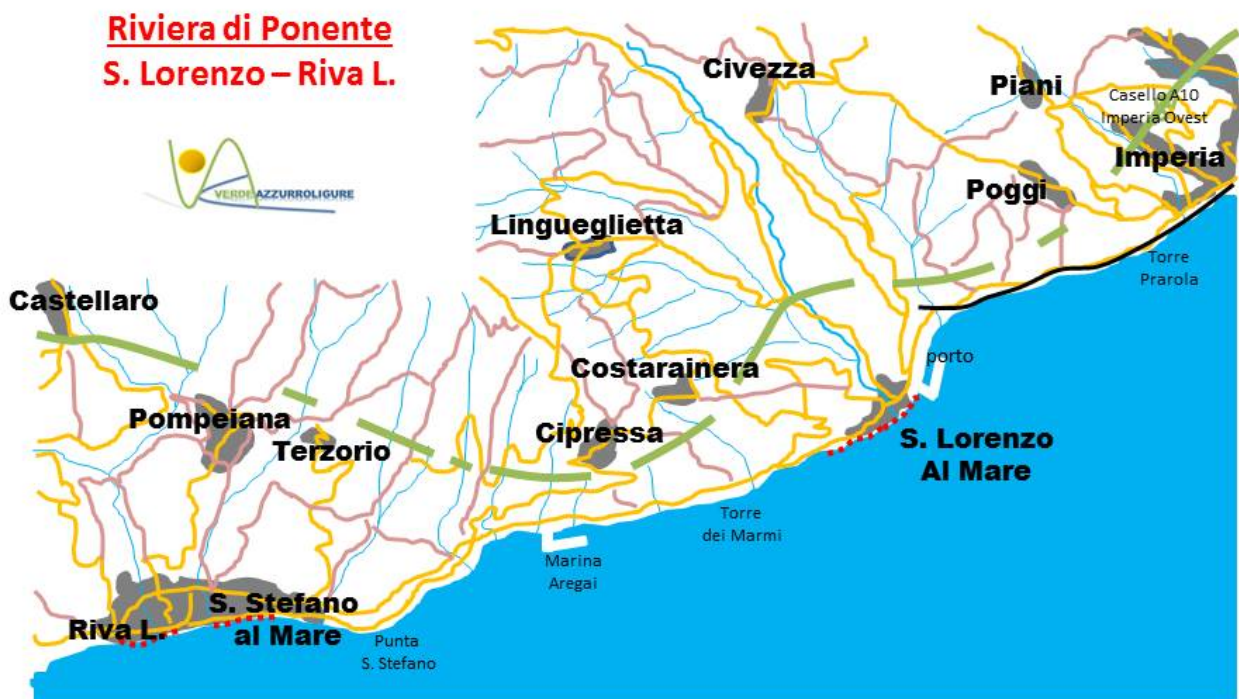 Riviera di Ponente
S. Lorenzo – Riva L.
VERDEAZZURROLIGURE
Civezza
Piani
Casello A10
Imperia Ovest
Imperia
Poggi
Lingueglietta
Torre
Prarola
Castellaro
porto
Costarainera
Pompeiana
Terzorio
Cipressa
S. Lorenzo
Al Mare
Torre
dei Marmi
Marina
Aregai
S. Stefano
al Mare
Riva L.
Punta
S. Stefano